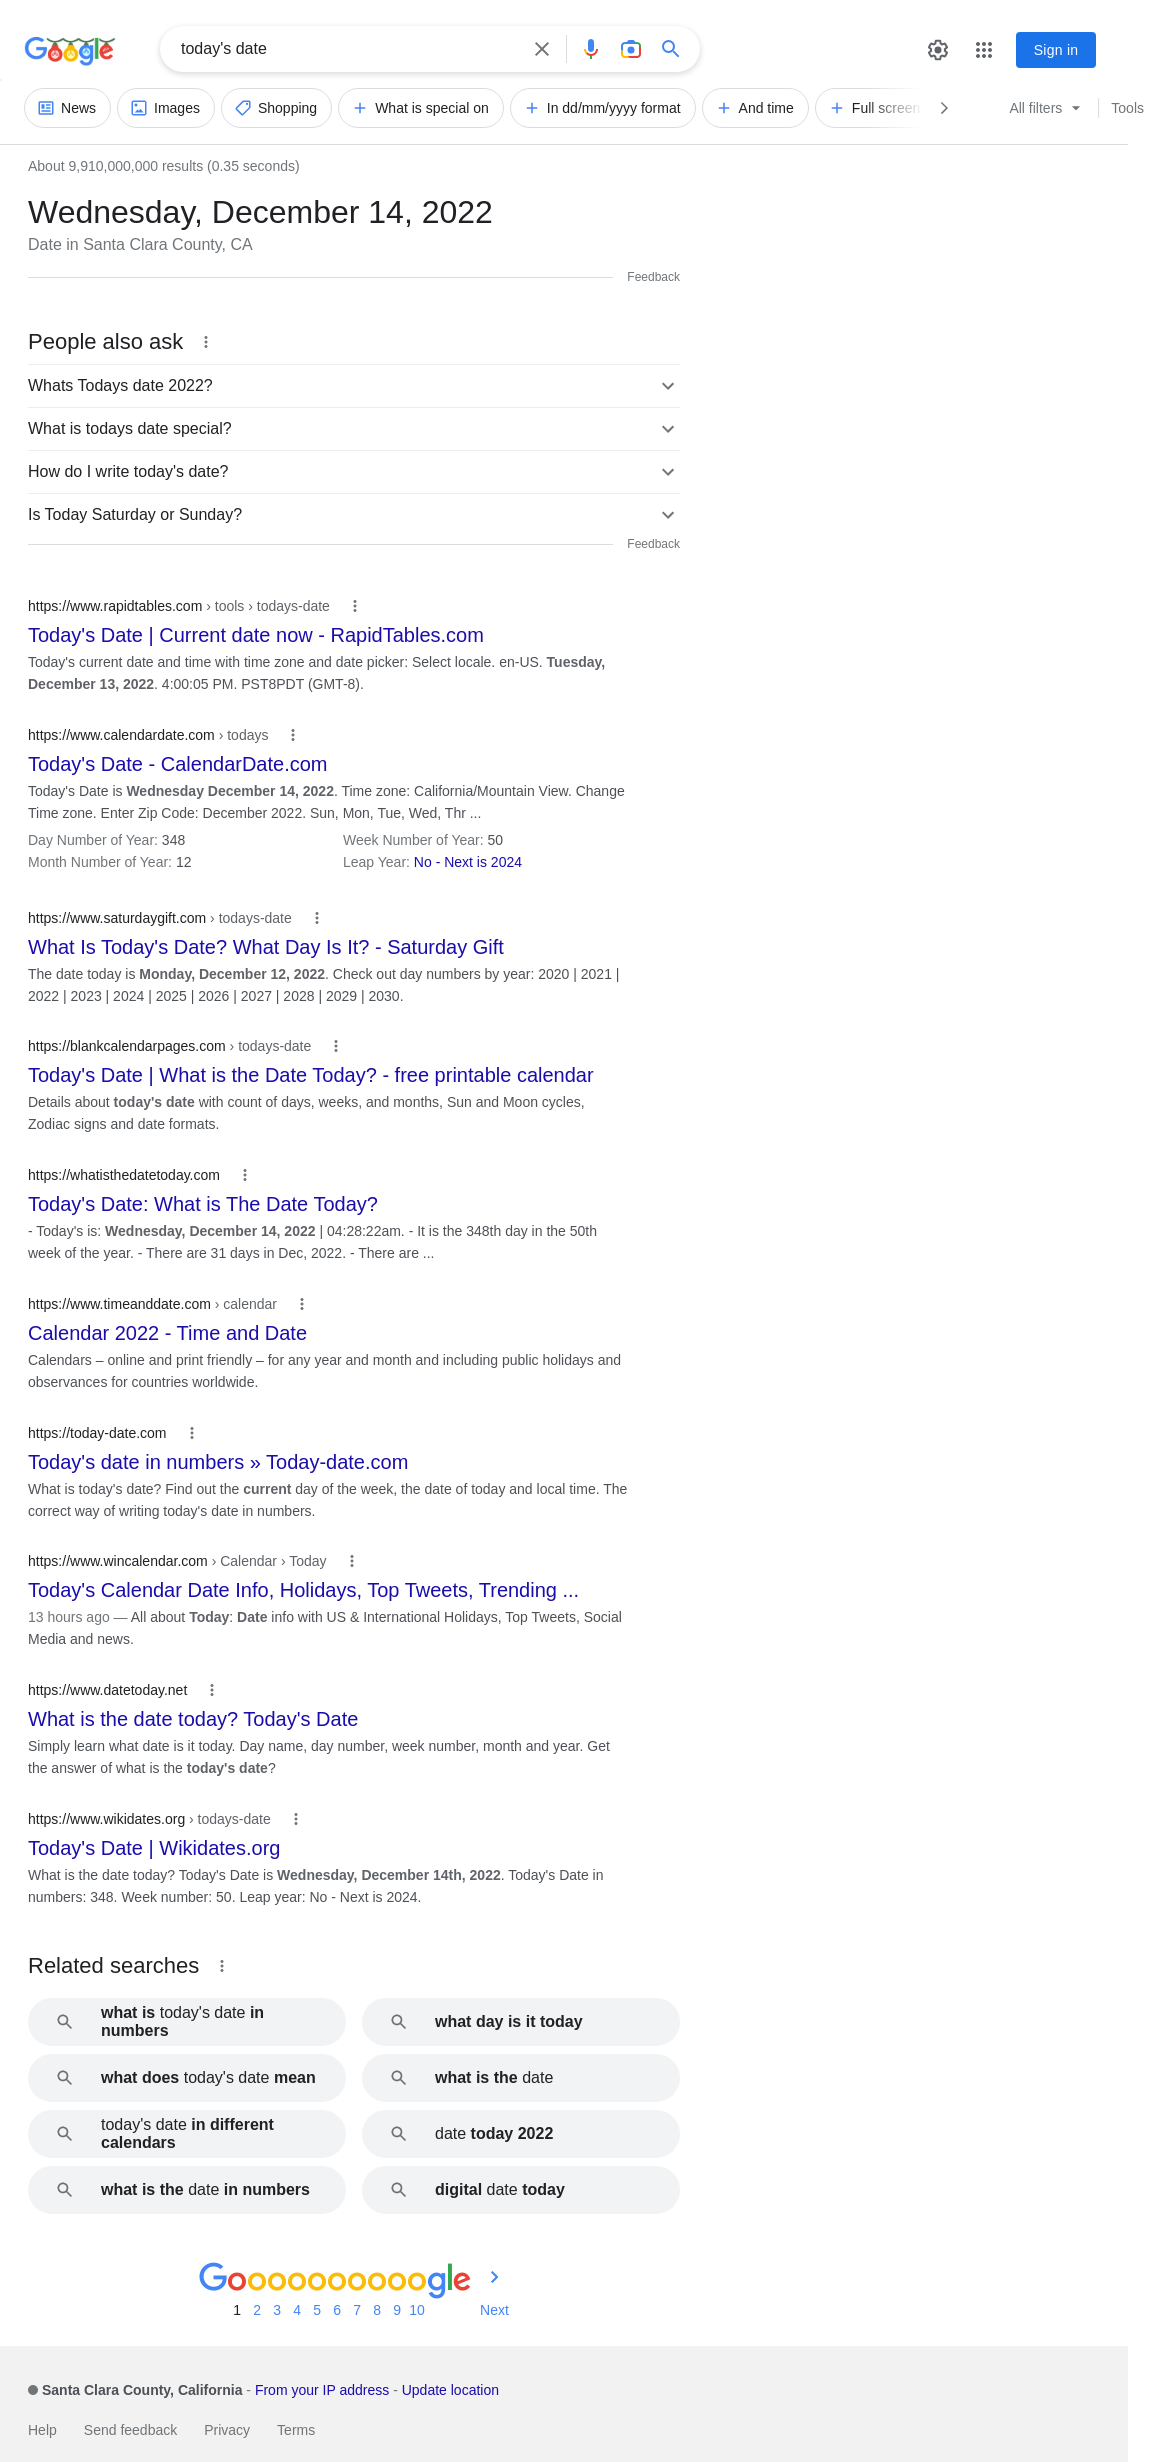 Google
today's date
Sign in
News
Images
Shopping
What is special on
In dd/mm/yyyy format
And time
Full screen
All filters
Tools
About 9,910,000,000 results (0.35 seconds)
Wednesday, December 14, 2022
Date in Santa Clara County, CA
Feedback
People also ask
Whats Todays date 2022?
What is todays date special?
How do I write today's date?
Is Today Saturday or Sunday?
Feedback
https://www.rapidtables.com › tools › todays-date
Today's Date | Current date now - RapidTables.com
Today's current date and time with time zone and date picker: Select locale. en-US. Tuesday,
December 13, 2022. 4:00:05 PM. PST8PDT (GMT-8).
https://www.calendardate.com › todays
Today's Date - CalendarDate.com
Today's Date is Wednesday December 14, 2022. Time zone: California/Mountain View. Change
Time zone. Enter Zip Code: December 2022. Sun, Mon, Tue, Wed, Thr ...
Day Number of Year: 348
Week Number of Year: 50
Month Number of Year: 12
Leap Year: No - Next is 2024
https://www.saturdaygift.com › todays-date
What Is Today's Date? What Day Is It? - Saturday Gift
The date today is Monday, December 12, 2022. Check out day numbers by year: 2020 | 2021 |
2022 | 2023 | 2024 | 2025 | 2026 | 2027 | 2028 | 2029 | 2030.
https://blankcalendarpages.com › todays-date
Today's Date | What is the Date Today? - free printable calendar
Details about today's date with count of days, weeks, and months, Sun and Moon cycles,
Zodiac signs and date formats.
https://whatisthedatetoday.com
Today's Date: What is The Date Today?
- Today's is: Wednesday, December 14, 2022 | 04:28:22am. - It is the 348th day in the 50th
week of the year. - There are 31 days in Dec, 2022. - There are ...
https://www.timeanddate.com › calendar
Calendar 2022 - Time and Date
Calendars – online and print friendly – for any year and month and including public holidays and
observances for countries worldwide.
https://today-date.com
Today's date in numbers » Today-date.com
What is today's date? Find out the current day of the week, the date of today and local time. The
correct way of writing today's date in numbers.
https://www.wincalendar.com › Calendar › Today
Today's Calendar Date Info, Holidays, Top Tweets, Trending ...
13 hours ago — All about Today: Date info with US & International Holidays, Top Tweets, Social
Media and news.
https://www.datetoday.net
What is the date today? Today's Date
Simply learn what date is it today. Day name, day number, week number, month and year. Get
the answer of what is the today's date?
https://www.wikidates.org › todays-date
Today's Date | Wikidates.org
What is the date today? Today's Date is Wednesday, December 14th, 2022. Today's Date in
numbers: 348. Week number: 50. Leap year: No - Next is 2024.
Related searches
what is today's date in
numbers
what day is it today
what does today's date mean
what is the date
today's date in different
calendars
date today 2022
what is the date in numbers
digital date today
Goooooooooogle
1 2 3 4 5 6 7 8 9 10 Next
Santa Clara County, California - From your IP address - Update location
Help Send feedback Privacy Terms